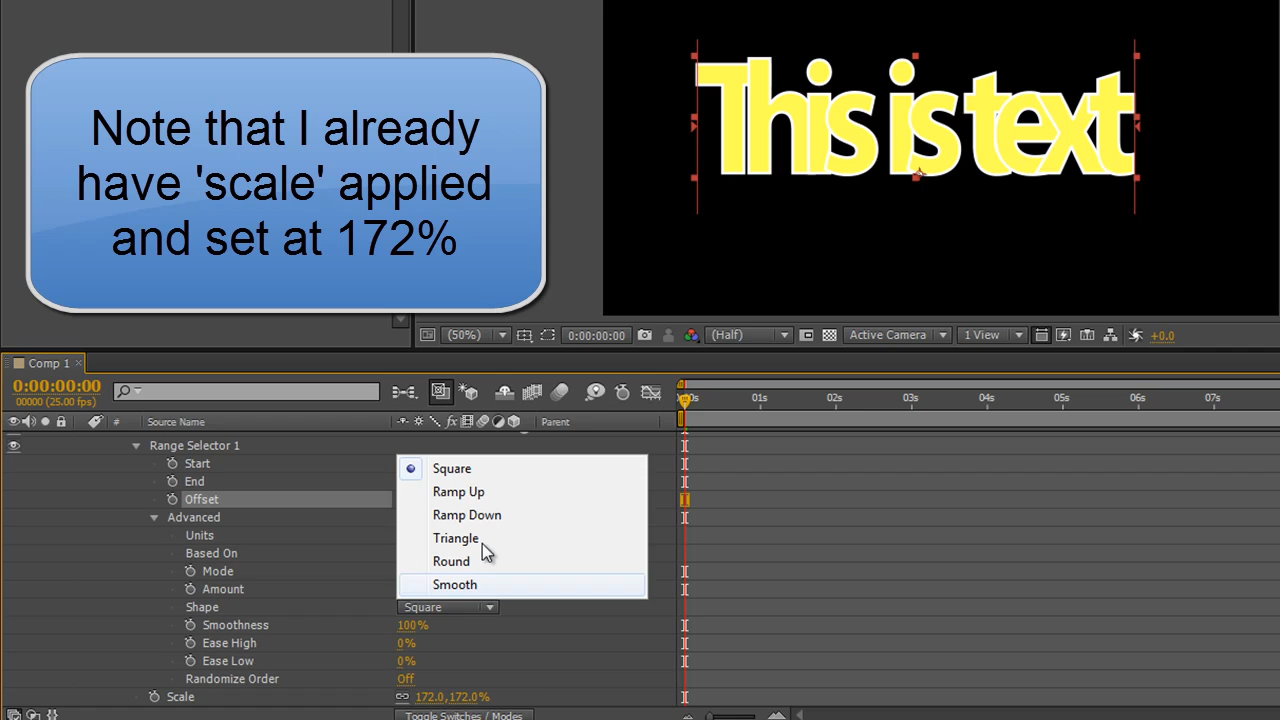 Note that I already
have 'scale' applied
and set at 172%
This is text
(50%) 0:00:00:00 (Half) Active Camera 1 View +0.0
Comp 1 ×
0:00:00:00
00000 (25.00 fps)
00s 01s 02s 03s 04s 05s 06s 07s
# Source Name fx Parent
Range Selector 1
Start
End
Offset
Advanced
Units
Based On
Mode
Amount
Square
Ramp Up
Ramp Down
Triangle
Round
Smooth
Shape Square
Smoothness 100%
Ease High 0%
Ease Low 0%
Randomize Order Off
Scale 172.0,172.0%
Toggle Switches / Modes